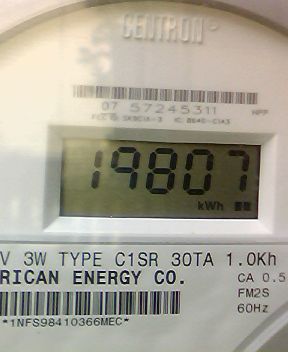 CENTRON®
07 57245311
NPF
19807
kWh
V 3W TYPE C1SR 30TA 1.0Kh
RICAN ENERGY CO.
CA 0.5
FM2S
60Hz
*1NFS98410366MEC*